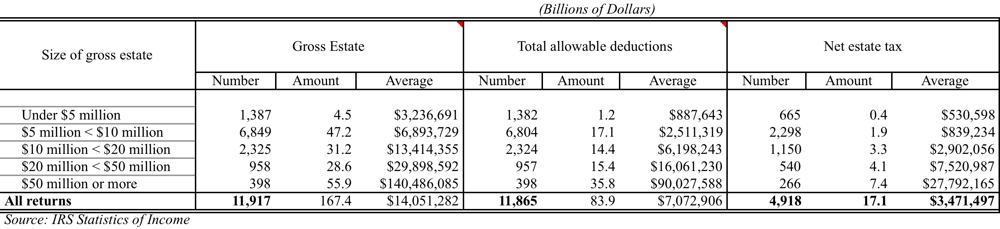 (Billions of Dollars)
Size of gross estate Gross Estate Total allowable deductions Net estate tax
Number Amount Average Number Amount Average Number Amount Average
Under $5 million 1,387 4.5 $3,236,691 1,382 1.2 $887,643 665 0.4 $530,598
$5 million < $10 million 6,849 47.2 $6,893,729 6,804 17.1 $2,511,319 2,298 1.9 $839,234
$10 million < $20 million 2,325 31.2 $13,414,355 2,324 14.4 $6,198,243 1,150 3.3 $2,902,056
$20 million < $50 million 958 28.6 $29,898,592 957 15.4 $16,061,230 540 4.1 $7,520,987
$50 million or more 398 55.9 $140,486,085 398 35.8 $90,027,588 266 7.4 $27,792,165
All returns 11,917 167.4 $14,051,282 11,865 83.9 $7,072,906 4,918 17.1 $3,471,497
Source: IRS Statistics of Income